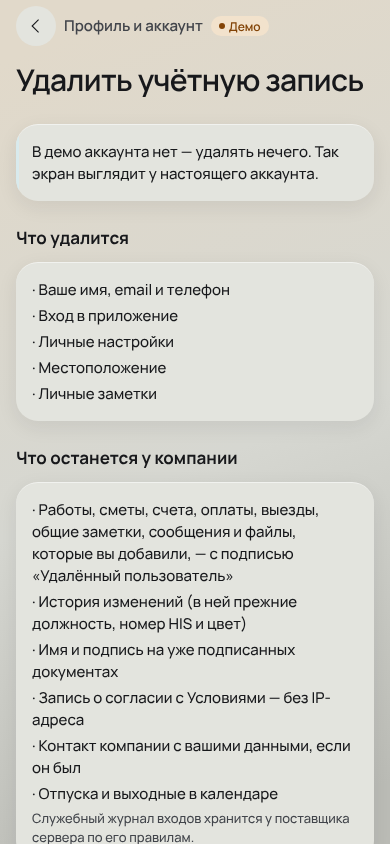 Профиль и аккаунт
Демо
Удалить учётную запись
В демо аккаунта нет — удалять нечего. Так
экран выглядит у настоящего аккаунта.
Что удалится
· Ваше имя, email и телефон
· Вход в приложение
· Личные настройки
· Местоположение
· Личные заметки
Что останется у компании
· Работы, сметы, счета, оплаты, выезды,
общие заметки, сообщения и файлы,
которые вы добавили, — с подписью
«Удалённый пользователь»
· История изменений (в ней прежние
должность, номер HIS и цвет)
· Имя и подпись на уже подписанных
документах
· Запись о согласии с Условиями — без IP-
адреса
· Контакт компании с вашими данными, если
он был
· Отпуска и выходные в календаре
Служебный журнал входов хранится у поставщика
сервера по его правилам.